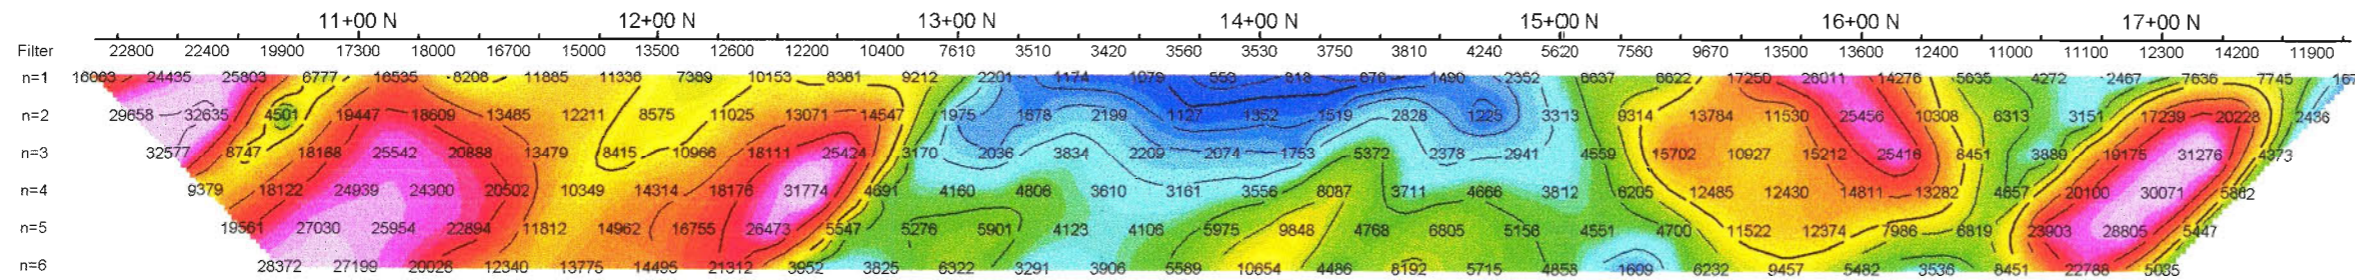 11+00 N 12+00 N 13+00 N 14+00 N 15+00 N 16+00 N 17+00 N
Filter 22800 22400 19900 17300 18000 16700 15000 13500 12600 12200 10400 7610 3510 3420 3560 3530 3750 3810 4240 5620 7560 9670 13500 13600 12400 11000 11100 12300 14200 11900
n=1 16003 24435 25803 6777 16535 8208 11885 11336 7389 10153 8381 9212 2201 1174 1079 553 818 678 1490 2352 6637 6622 17250 26011 14276 5635 4272 2467 7636 7745 167
n=2 29658 32635 4501 19447 18609 13485 12211 8575 11025 13071 14547 1975 1678 2199 1127 1352 1519 2828 1225 3313 9314 13784 11530 25456 10308 6313 3151 17239 20228 2436
n=3 32577 8747 18188 25542 20888 13479 8415 10966 18111 25424 3170 2036 3834 2209 2074 1753 5372 2378 2941 4559 15702 10927 15212 25416 8451 3889 19175 31276 4373
n=4 9379 18122 24939 24300 20502 10349 14314 18176 31774 4691 4160 4806 3610 3161 3556 8087 3711 4666 3812 6205 12485 12430 14811 13282 4657 20100 30071 5862
n=5 19561 27030 25954 22894 11812 14962 16755 26473 5547 5276 5901 4123 4106 5975 9848 4768 6805 5156 4551 4700 11522 12374 7986 6819 23903 28805 5447
n=6 28372 27199 20028 12340 13775 14495 21312 3952 3825 6322 3291 3906 5589 10654 4486 8192 5715 4858 1609 6232 9457 5482 3536 8451 22788 5035